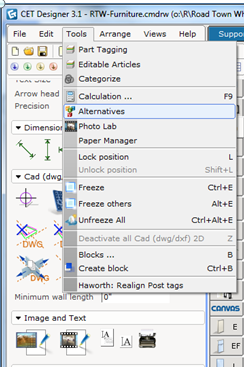 CET Designer 3.1 - RTW-Furniture.cmdrw (o:\R\Road Town W
File Edit Tools Arrange Views Help Suppo
Part Tagging
Editable Articles
Text Size
Categorize
Arrow head
Calculation ... F9
Precision
Alternatives
Photo Lab
Dimension
Paper Manager
Lock position L
Unlock position Shift+L
Cad (dwg,
Freeze Ctrl+E
Freeze others Alt+E
Unfreeze All Ctrl+Alt+E
DWG DWG
Deactivate all Cad (dwg/dxf) 2D Z
Blocks ... B
Create block Ctrl+B
DWG
Haworth: Realign Post tags
Minimum wall length 0"
CANVAS
Image and Text
E
EF